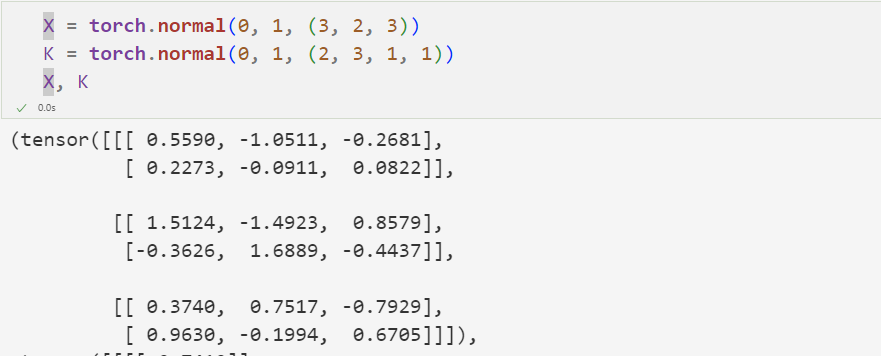 X = torch.normal(0, 1, (3, 2, 3))
K = torch.normal(0, 1, (2, 3, 1, 1))
X, K
✓ 0.0s
(tensor([[[ 0.5590, -1.0511, -0.2681],
[ 0.2273, -0.0911, 0.0822]],
[[ 1.5124, -1.4923, 0.8579],
[-0.3626, 1.6889, -0.4437]],
[[ 0.3740, 0.7517, -0.7929],
[ 0.9630, -0.1994, 0.6705]]]),